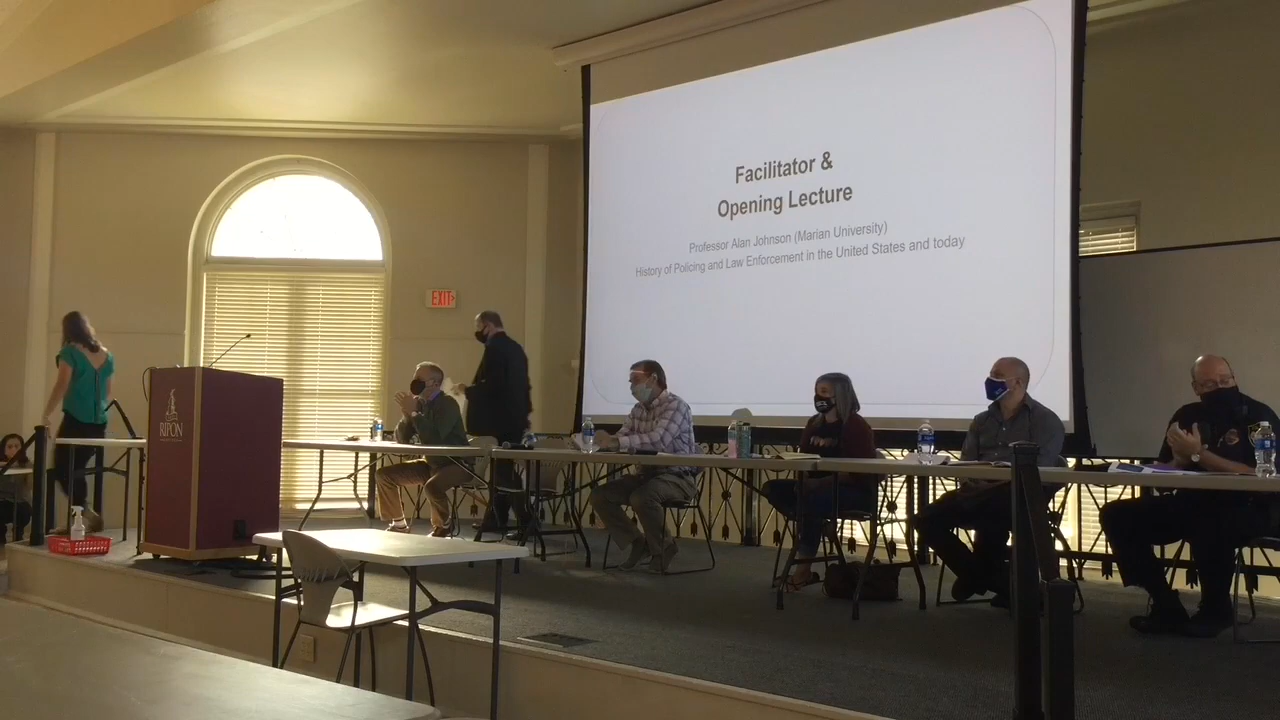 Facilitator &
Opening Lecture
Professor Alan Johnson (Marian University)
History of Policing and Law Enforcement in the United States and today
EXIT
RIPON